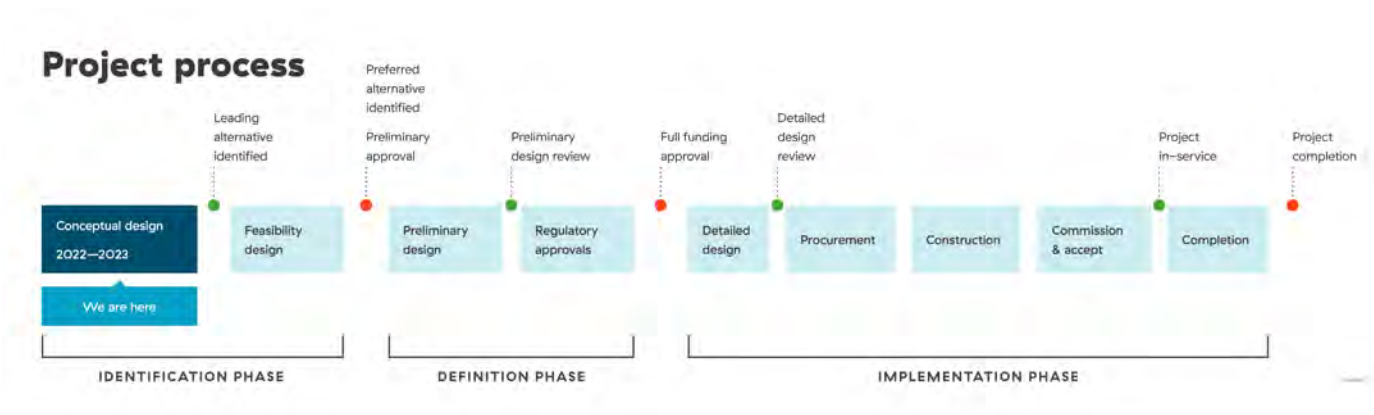 Project process
Leading
alternative
identified
Preferred
alternative
identified
Preliminary
approval
Preliminary
design review
Full funding
approval
Detailed
design
review
Project
in-service
Project
completion
Conceptual design
2022—2023
Feasibility
design
Preliminary
design
Regulatory
approvals
Detailed
design
Procurement
Construction
Commission
& accept
Completion
We are here
IDENTIFICATION PHASE
DEFINITION PHASE
IMPLEMENTATION PHASE